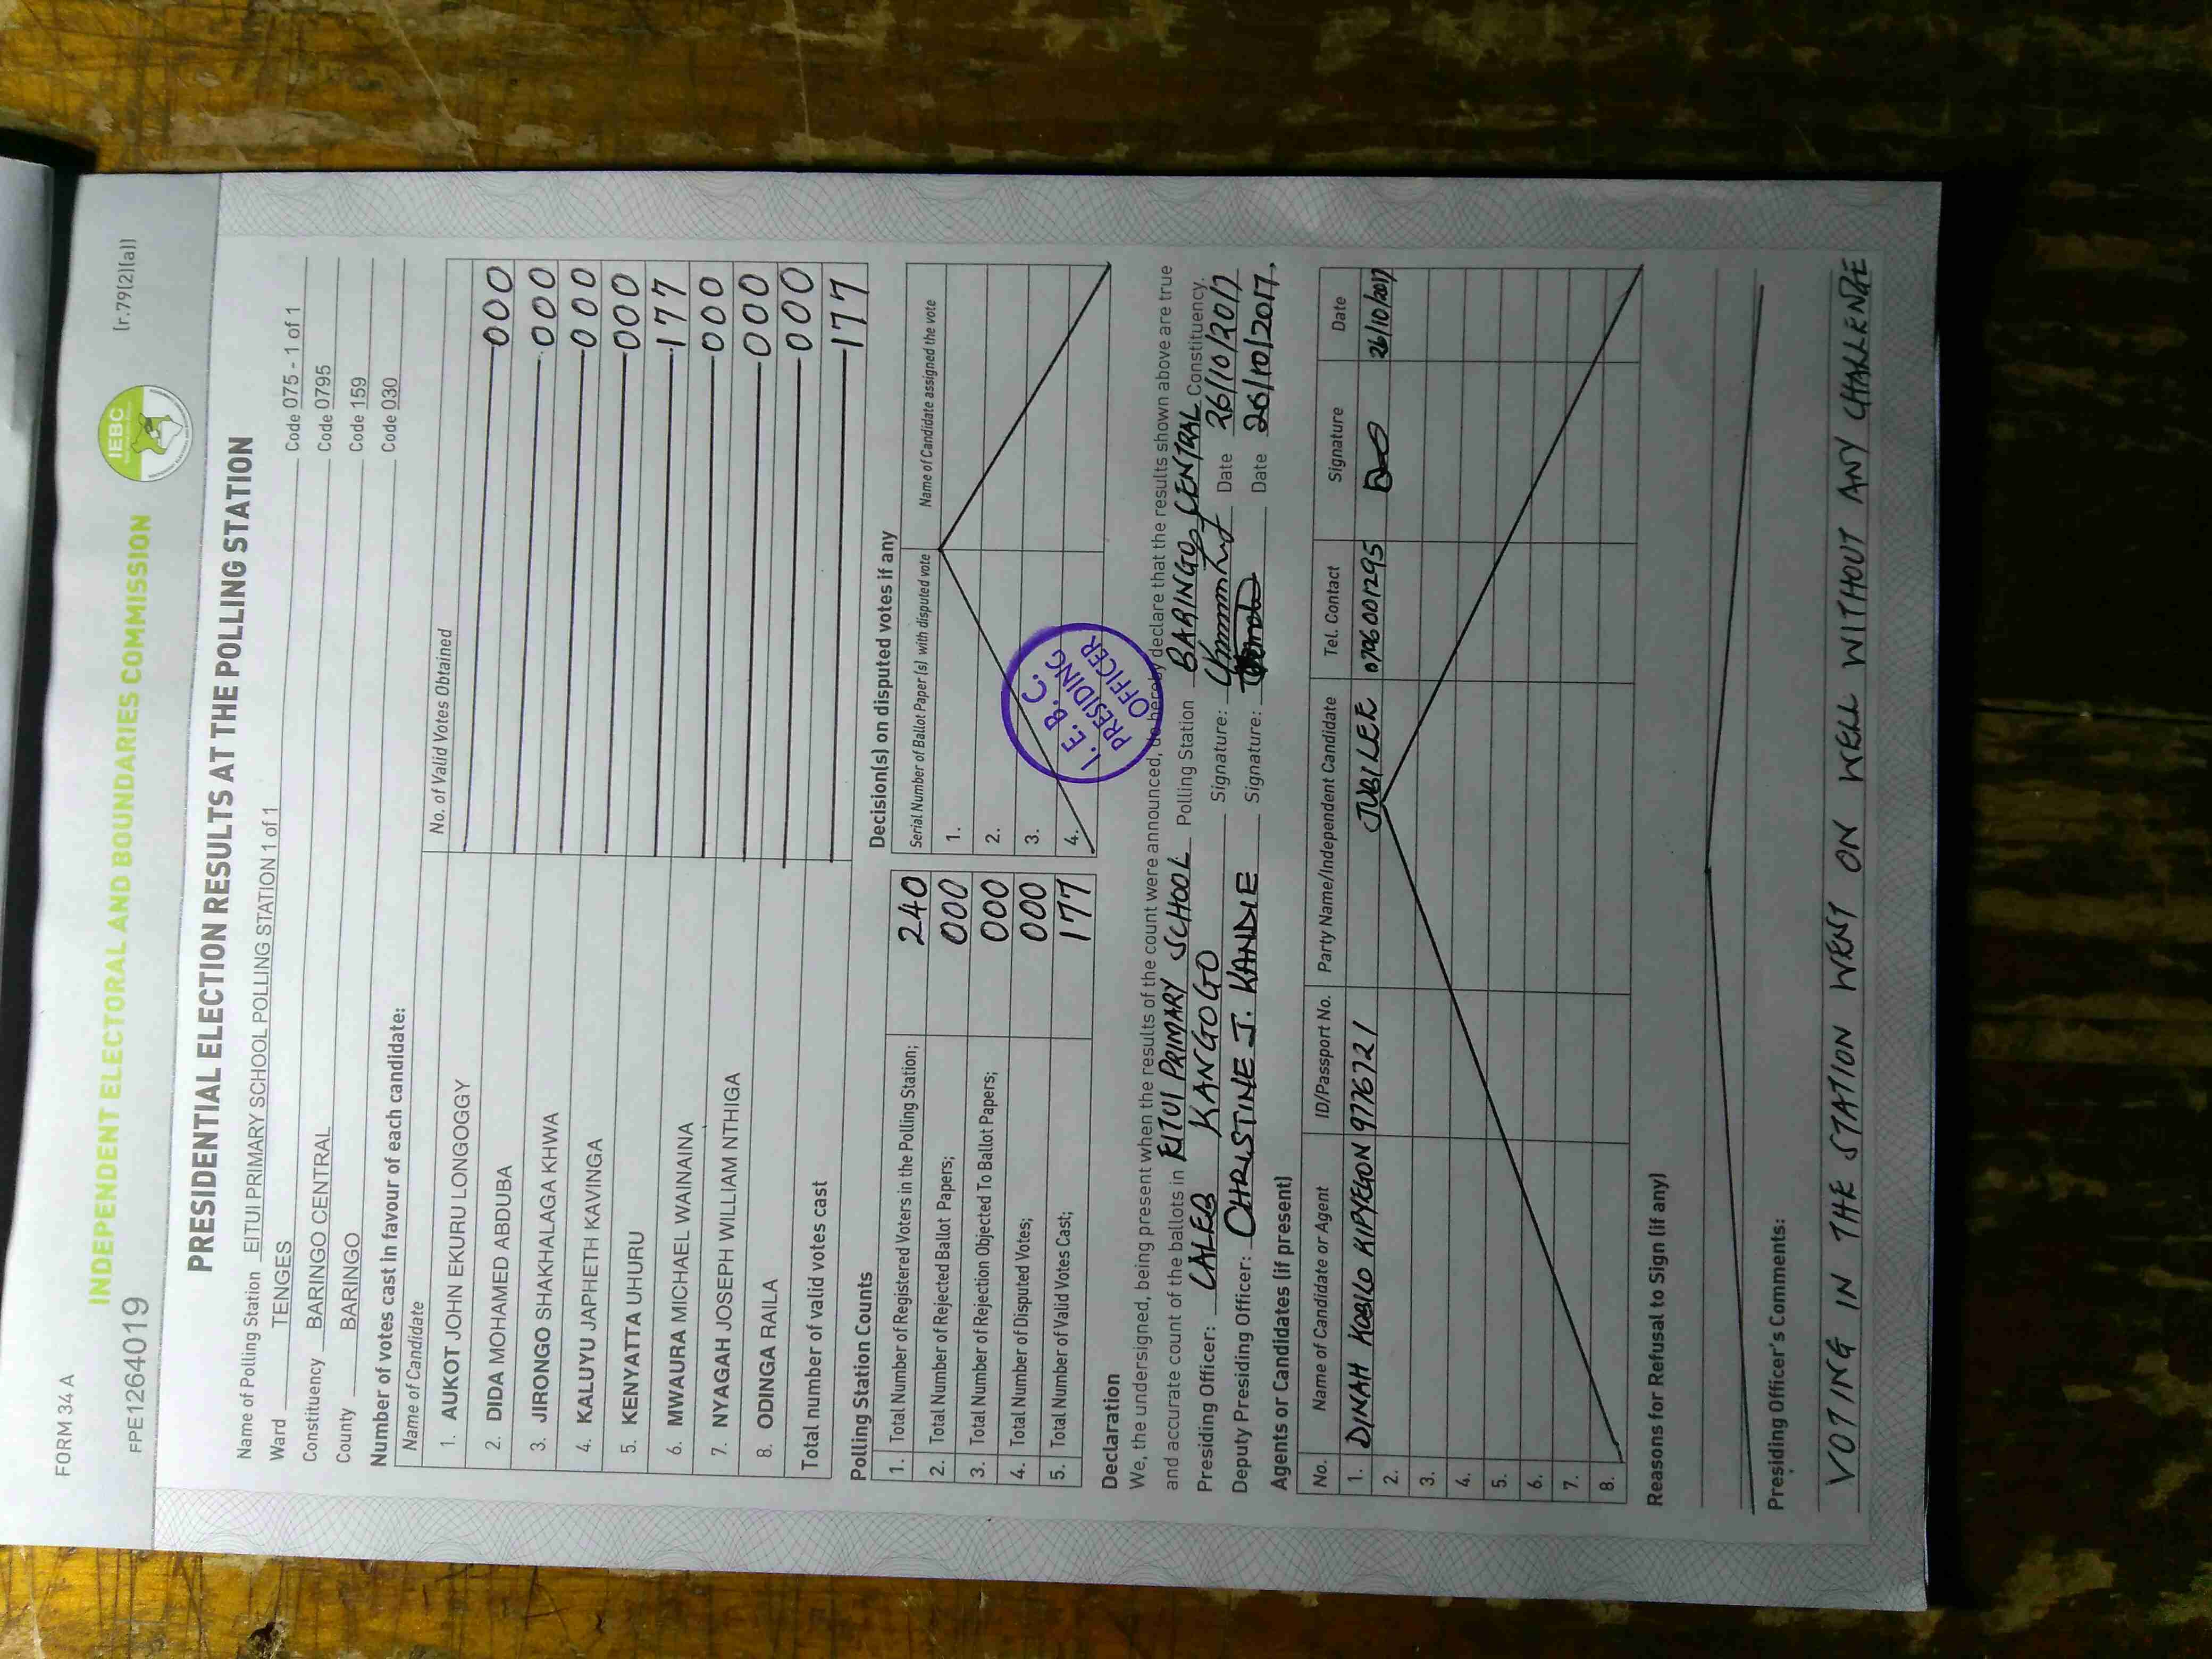 FORM 34 A
INDEPENDENT ELECTORAL AND BOUNDARIES COMMISSION
IEBC
[r.79(2)(a)]
FPE1264019
PRESIDENTIAL ELECTION RESULTS AT THE POLLING STATION
Name of Polling Station EITUI PRIMARY SCHOOL POLLING STATION 1 of 1 Code 075 - 1 of 1
Ward TENGES Code 0795
Constituency BARINGO CENTRAL Code 159
County BARINGO Code 030
Number of votes cast in favour of each candidate:
Name of Candidate No. of Valid Votes Obtained
1. AUKOT JOHN EKURU LONGOGGY 000
2. DIDA MOHAMED ABDUBA 000
3. JIRONGO SHAKHALAGA KHWA 000
4. KALUYU JAPHETH KAVINGA 000
5. KENYATTA UHURU 177
6. MWAURA MICHAEL WAINAINA 000
7. NYAGAH JOSEPH WILLIAM NTHIGA 000
8. ODINGA RAILA 000
Total number of valid votes cast 177
Polling Station Counts
1. Total Number of Registered Voters in the Polling Station; 240
2. Total Number of Rejected Ballot Papers; 000
3. Total Number of Rejection Objected To Ballot Papers; 000
4. Total Number of Disputed Votes; 000
5. Total Number of Valid Votes Cast; 177
Decision(s) on disputed votes if any
Serial Number of Ballot Paper (s) with disputed vote Name of Candidate assigned the vote
1.
2.
3.
4.
I.E.B.C.
PRESIDING
OFFICER
Declaration
We, the undersigned, being present when the results of the count were announced, do hereby declare that the results shown above are true
and accurate count of the ballots in EITUI PRIMARY SCHOOL Polling Station BARINGO CENTRAL Constituency.
Presiding Officer: CALEB KANGOGO Signature: Date 26/10/2017
Deputy Presiding Officer: CHRISTINE J. KANDIE Signature: Date 26/10/2017.
Agents or Candidates (if present)
No. Name of Candidate or Agent ID/Passport No. Party Name/Independent Candidate Tel. Contact Signature Date
1. DINAH KOBILO KIPYEGON 9776721 JUBILEE 0706001295 26/10/2017
2.
3.
4.
5.
6.
7.
8.
Reasons for Refusal to Sign (if any)
Presiding Officer's Comments:
VOTING IN THE STATION WENT ON WELL WITHOUT ANY CHALLENGE